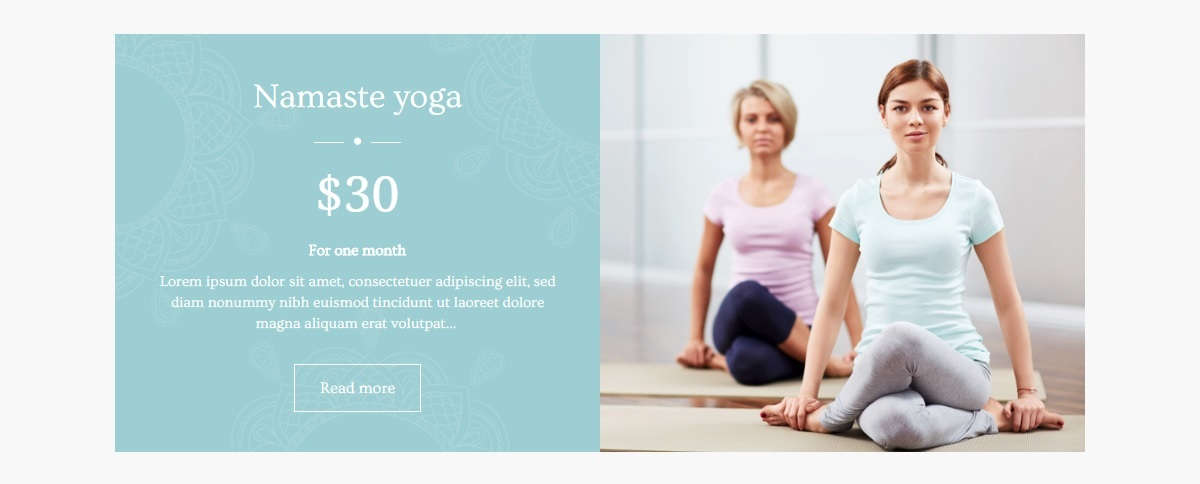 Namaste yoga
$30
For one month
Lorem ipsum dolor sit amet, consectetuer adipiscing elit, sed
diam nonummy nibh euismod tincidunt ut laoreet dolore
magna aliquam erat volutpat...
Read more